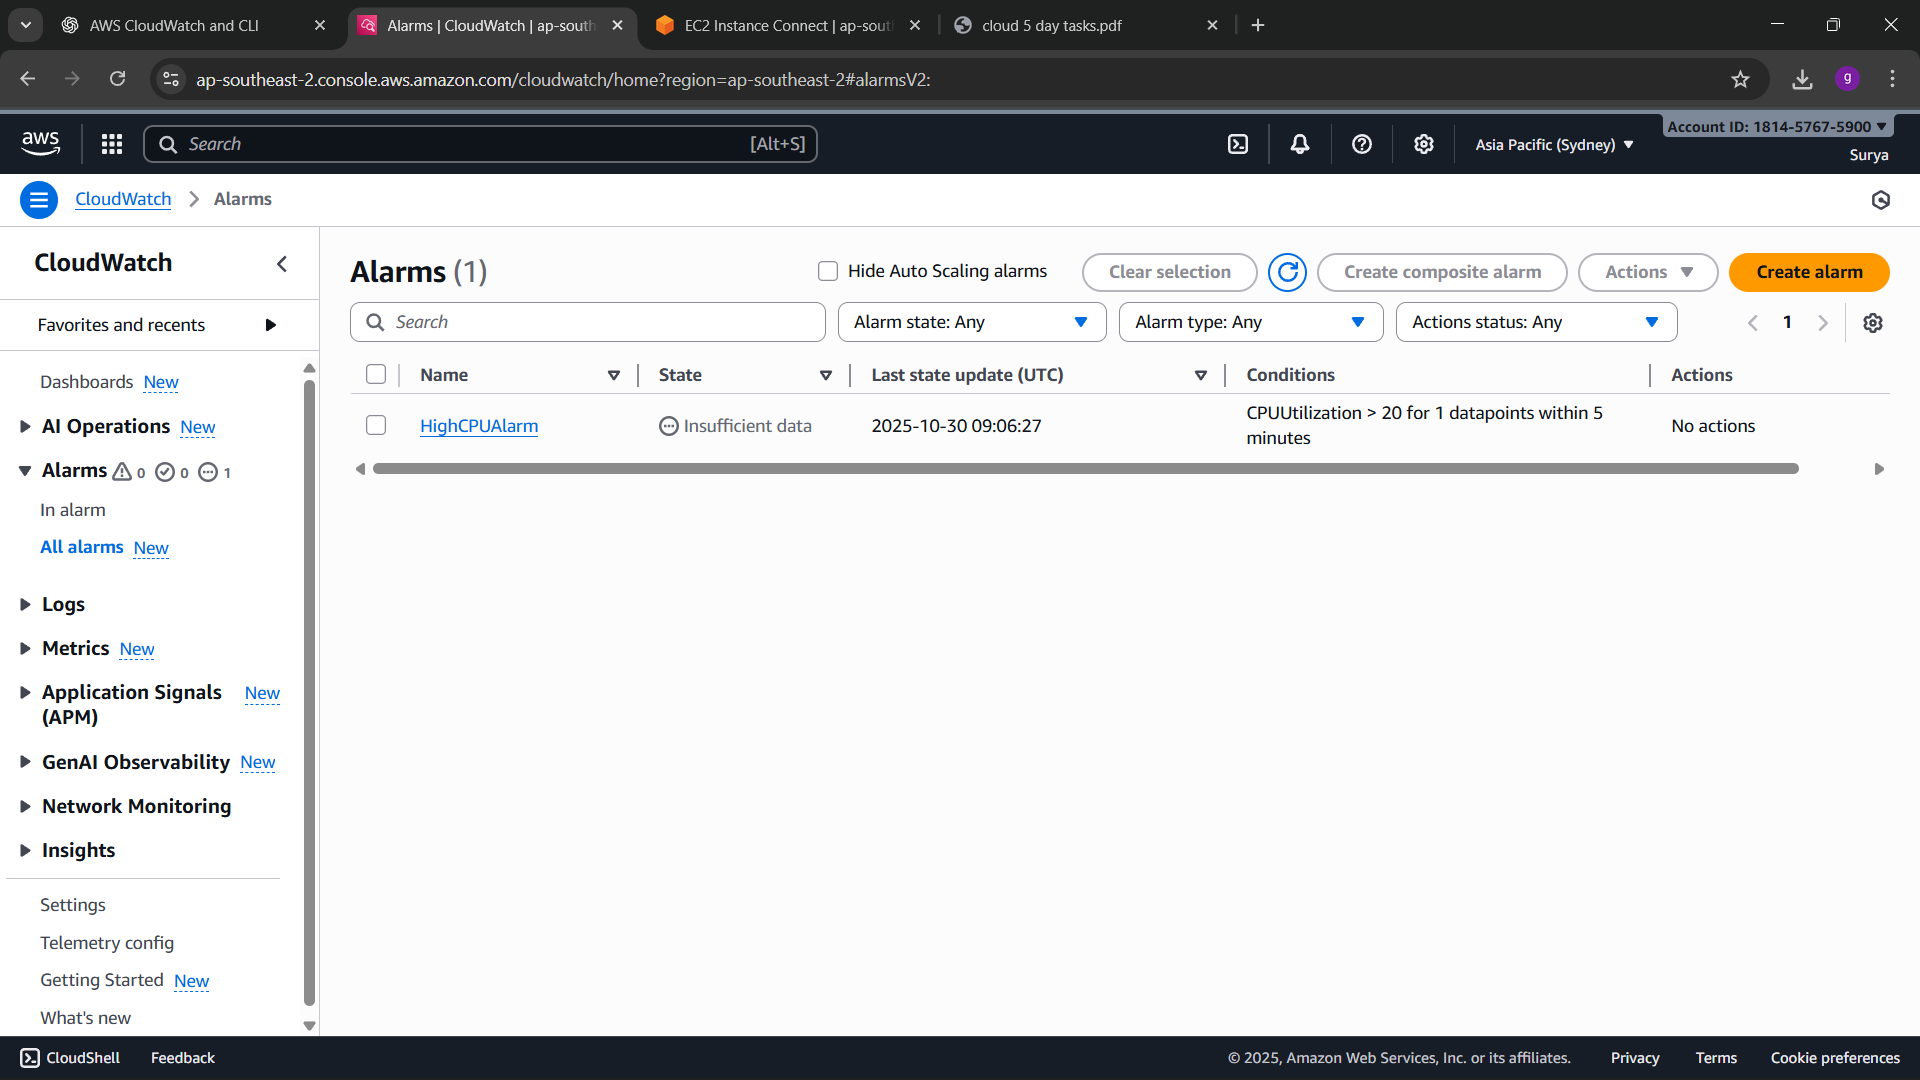 AWS CloudWatch and CLI
Alarms | CloudWatch | ap-south
EC2 Instance Connect | ap-sout
cloud 5 day tasks.pdf
ap-southeast-2.console.aws.amazon.com/cloudwatch/home?region=ap-southeast-2#alarmsV2:
g
aws
Search
[Alt+S]
Asia Pacific (Sydney)
Account ID: 1814-5767-5900
Surya
CloudWatch
Alarms
CloudWatch
Favorites and recents
Dashboards New
AI Operations New
Alarms 0 0 1
In alarm
All alarms New
Logs
Metrics New
Application Signals New
(APM)
GenAI Observability New
Network Monitoring
Insights
Settings
Telemetry config
Getting Started New
What's new
Alarms (1)
Hide Auto Scaling alarms
Clear selection
Create composite alarm
Actions
Create alarm
Search
Alarm state: Any
Alarm type: Any
Actions status: Any
1
Name State Last state update (UTC) Conditions Actions
HighCPUAlarm Insufficient data 2025-10-30 09:06:27 CPUUtilization > 20 for 1 datapoints within 5 No actions
minutes
CloudShell Feedback © 2025, Amazon Web Services, Inc. or its affiliates. Privacy Terms Cookie preferences